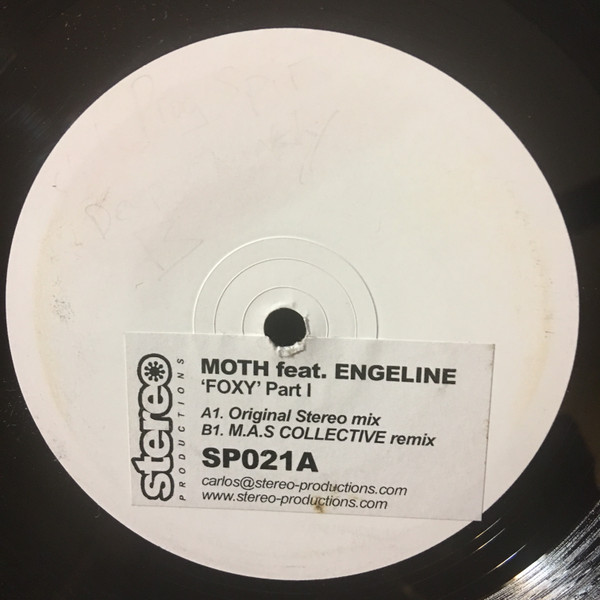 stereo
PRODUCTIONS
MOTH feat. ENGELINE
'FOXY' Part I
A1. Original Stereo mix
B1. M.A.S COLLECTIVE remix
SP021A
carlos@stereo-productions.com
www.stereo-productions.com